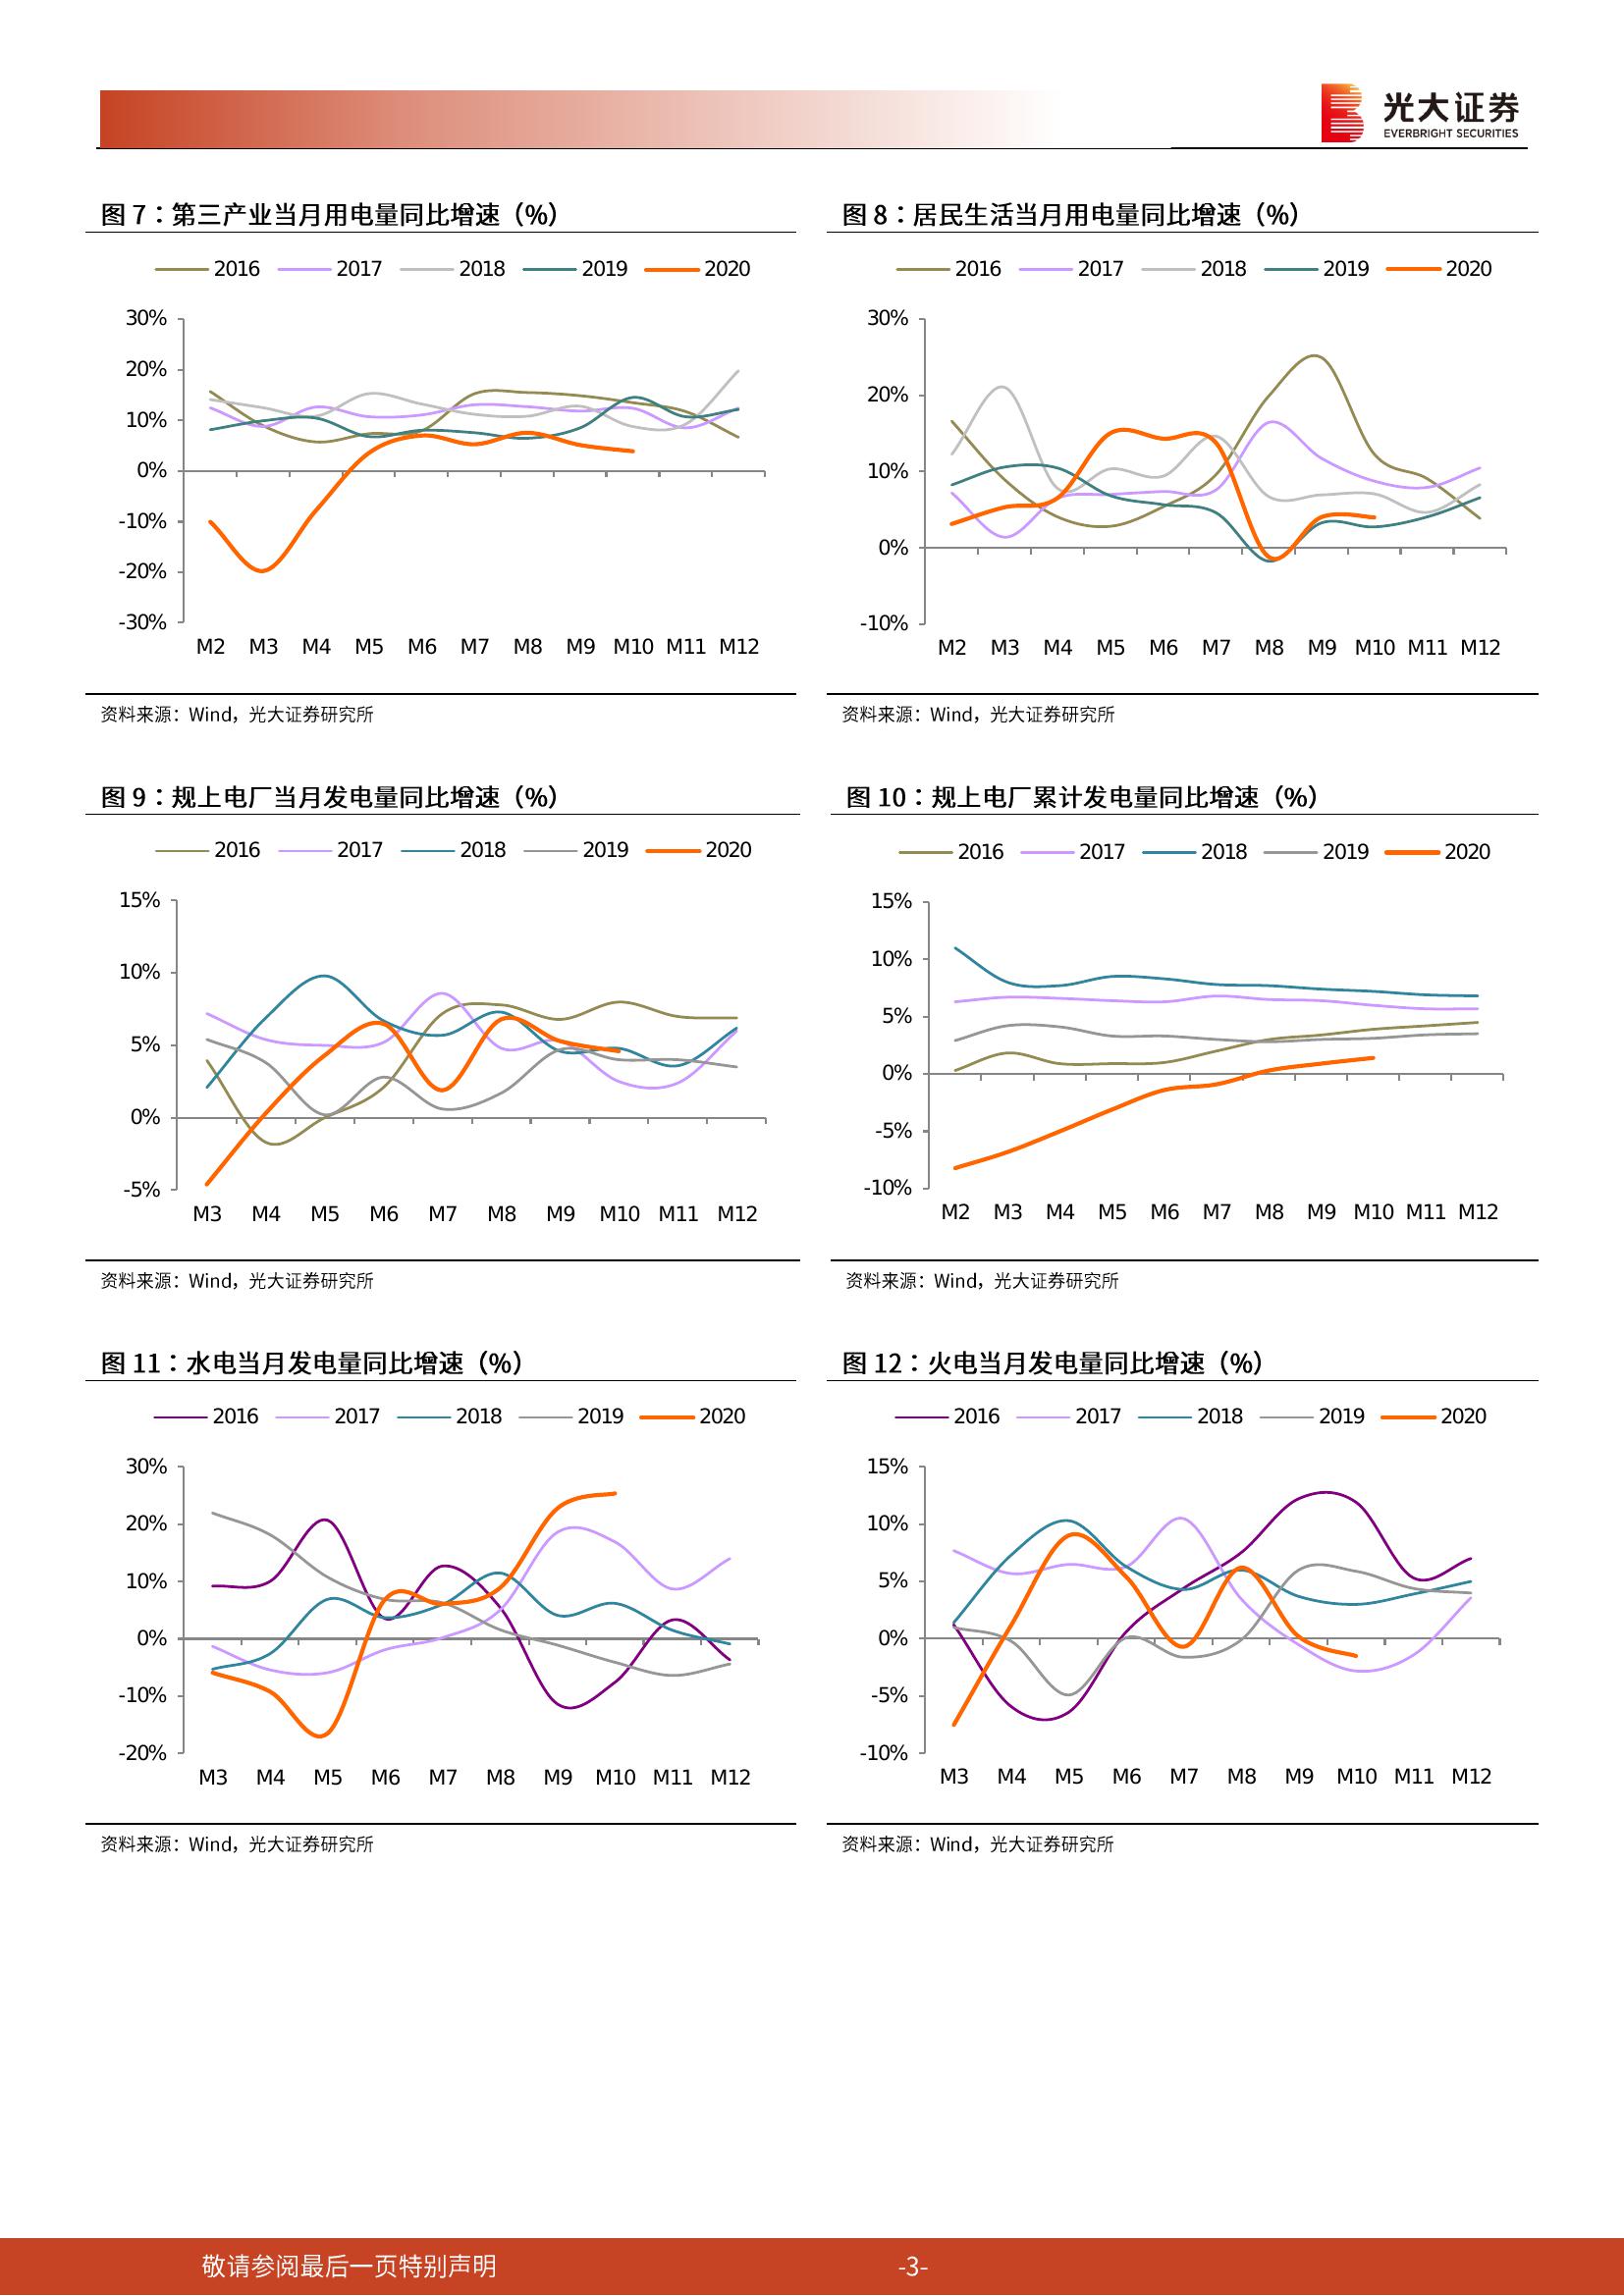 光大证券
EVERBRIGHT SECURITIES
图 7：第三产业当月用电量同比增速（%）
2016 2017 2018 2019 2020
30%
20%
10%
0%
-10%
-20%
-30%
M2 M3 M4 M5 M6 M7 M8 M9 M10 M11 M12
资料来源：Wind，光大证券研究所
图 8：居民生活当月用电量同比增速（%）
2016 2017 2018 2019 2020
30%
20%
10%
0%
-10%
M2 M3 M4 M5 M6 M7 M8 M9 M10 M11 M12
资料来源：Wind，光大证券研究所
图 9：规上电厂当月发电量同比增速（%）
2016 2017 2018 2019 2020
15%
10%
5%
0%
-5%
M3 M4 M5 M6 M7 M8 M9 M10 M11 M12
资料来源：Wind，光大证券研究所
图 10：规上电厂累计发电量同比增速（%）
2016 2017 2018 2019 2020
15%
10%
5%
0%
-5%
-10%
M2 M3 M4 M5 M6 M7 M8 M9 M10 M11 M12
资料来源：Wind，光大证券研究所
图 11：水电当月发电量同比增速（%）
2016 2017 2018 2019 2020
30%
20%
10%
0%
-10%
-20%
M3 M4 M5 M6 M7 M8 M9 M10 M11 M12
资料来源：Wind，光大证券研究所
图 12：火电当月发电量同比增速（%）
2016 2017 2018 2019 2020
15%
10%
5%
0%
-5%
-10%
M3 M4 M5 M6 M7 M8 M9 M10 M11 M12
资料来源：Wind，光大证券研究所
敬请参阅最后一页特别声明
-3-